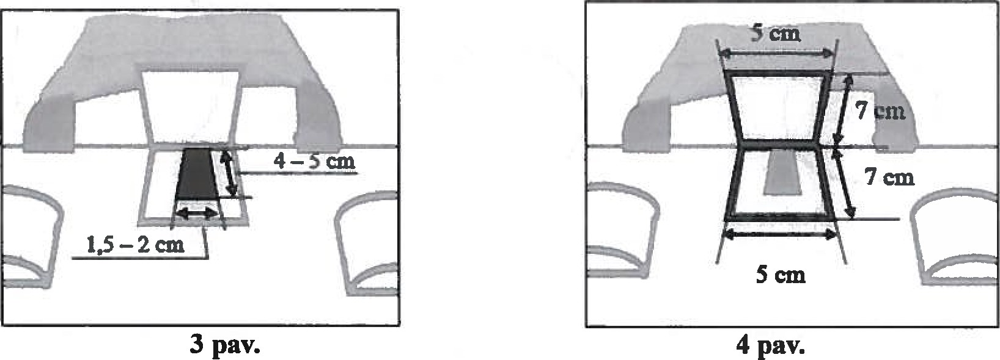 4 – 5 cm
1,5 – 2 cm
3 pav.
5 cm
7 cm
7 cm
5 cm
4 pav.